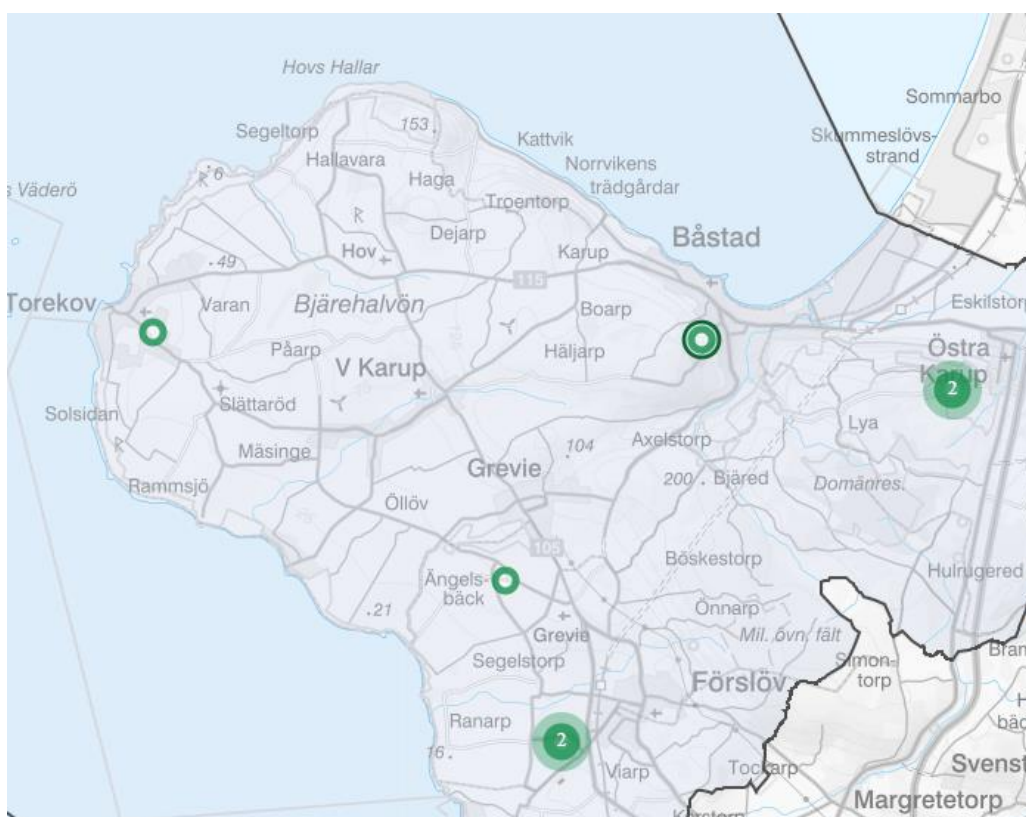 Hovs Hallar
Sommarbo
Segeltorp
153
Kattvik
Skummeslövs-
strand
Hallavara
Norrvikens
trädgårdar
6
Haga
s Väderö
Troentorp
Dejarp
Båstad
Hov
Karup
49
115
Torekov
Varan
Bjärehalvön
Boarp
Eskilstorp
Påarp
V Karup
Häljarp
Östra
Karup
2
Solsidan
Slättaröd
Lya
Mäsinge
104
Axelstorp
Grevie
200
Bjäred
Domänres.
Rammsjö
Öllöv
105
Böskestorp
Ängels-
bäck
Hulrugered
21
Önnarp
Grevie
Mil. övn. fält
Segelstorp
Simon-
torp
Bran
Förslöv
H
bäc
Ranarp
2
16
Viarp
Tockarp
Svenst
Margretetorp